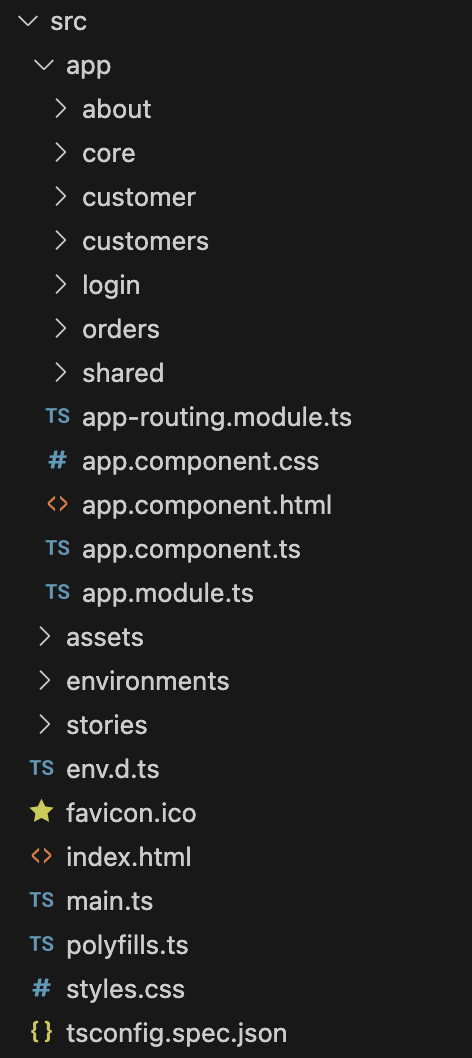 src
app
about
core
customer
customers
login
orders
shared
TS app-routing.module.ts
# app.component.css
<> app.component.html
TS app.component.ts
TS app.module.ts
assets
environments
stories
TS env.d.ts
favicon.ico
<> index.html
TS main.ts
TS polyfills.ts
# styles.css
{} tsconfig.spec.json